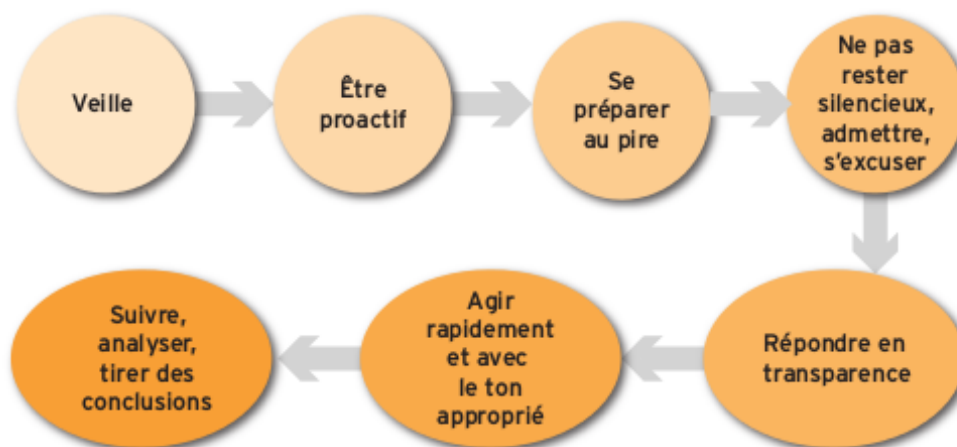 Veille
Être
proactif
Se
préparer
au pire
Ne pas
rester
silencieux,
admettre,
s'excuser
Répondre en
transparence
Agir
rapidement
et avec
le ton
approprié
Suivre,
analyser,
tirer des
conclusions